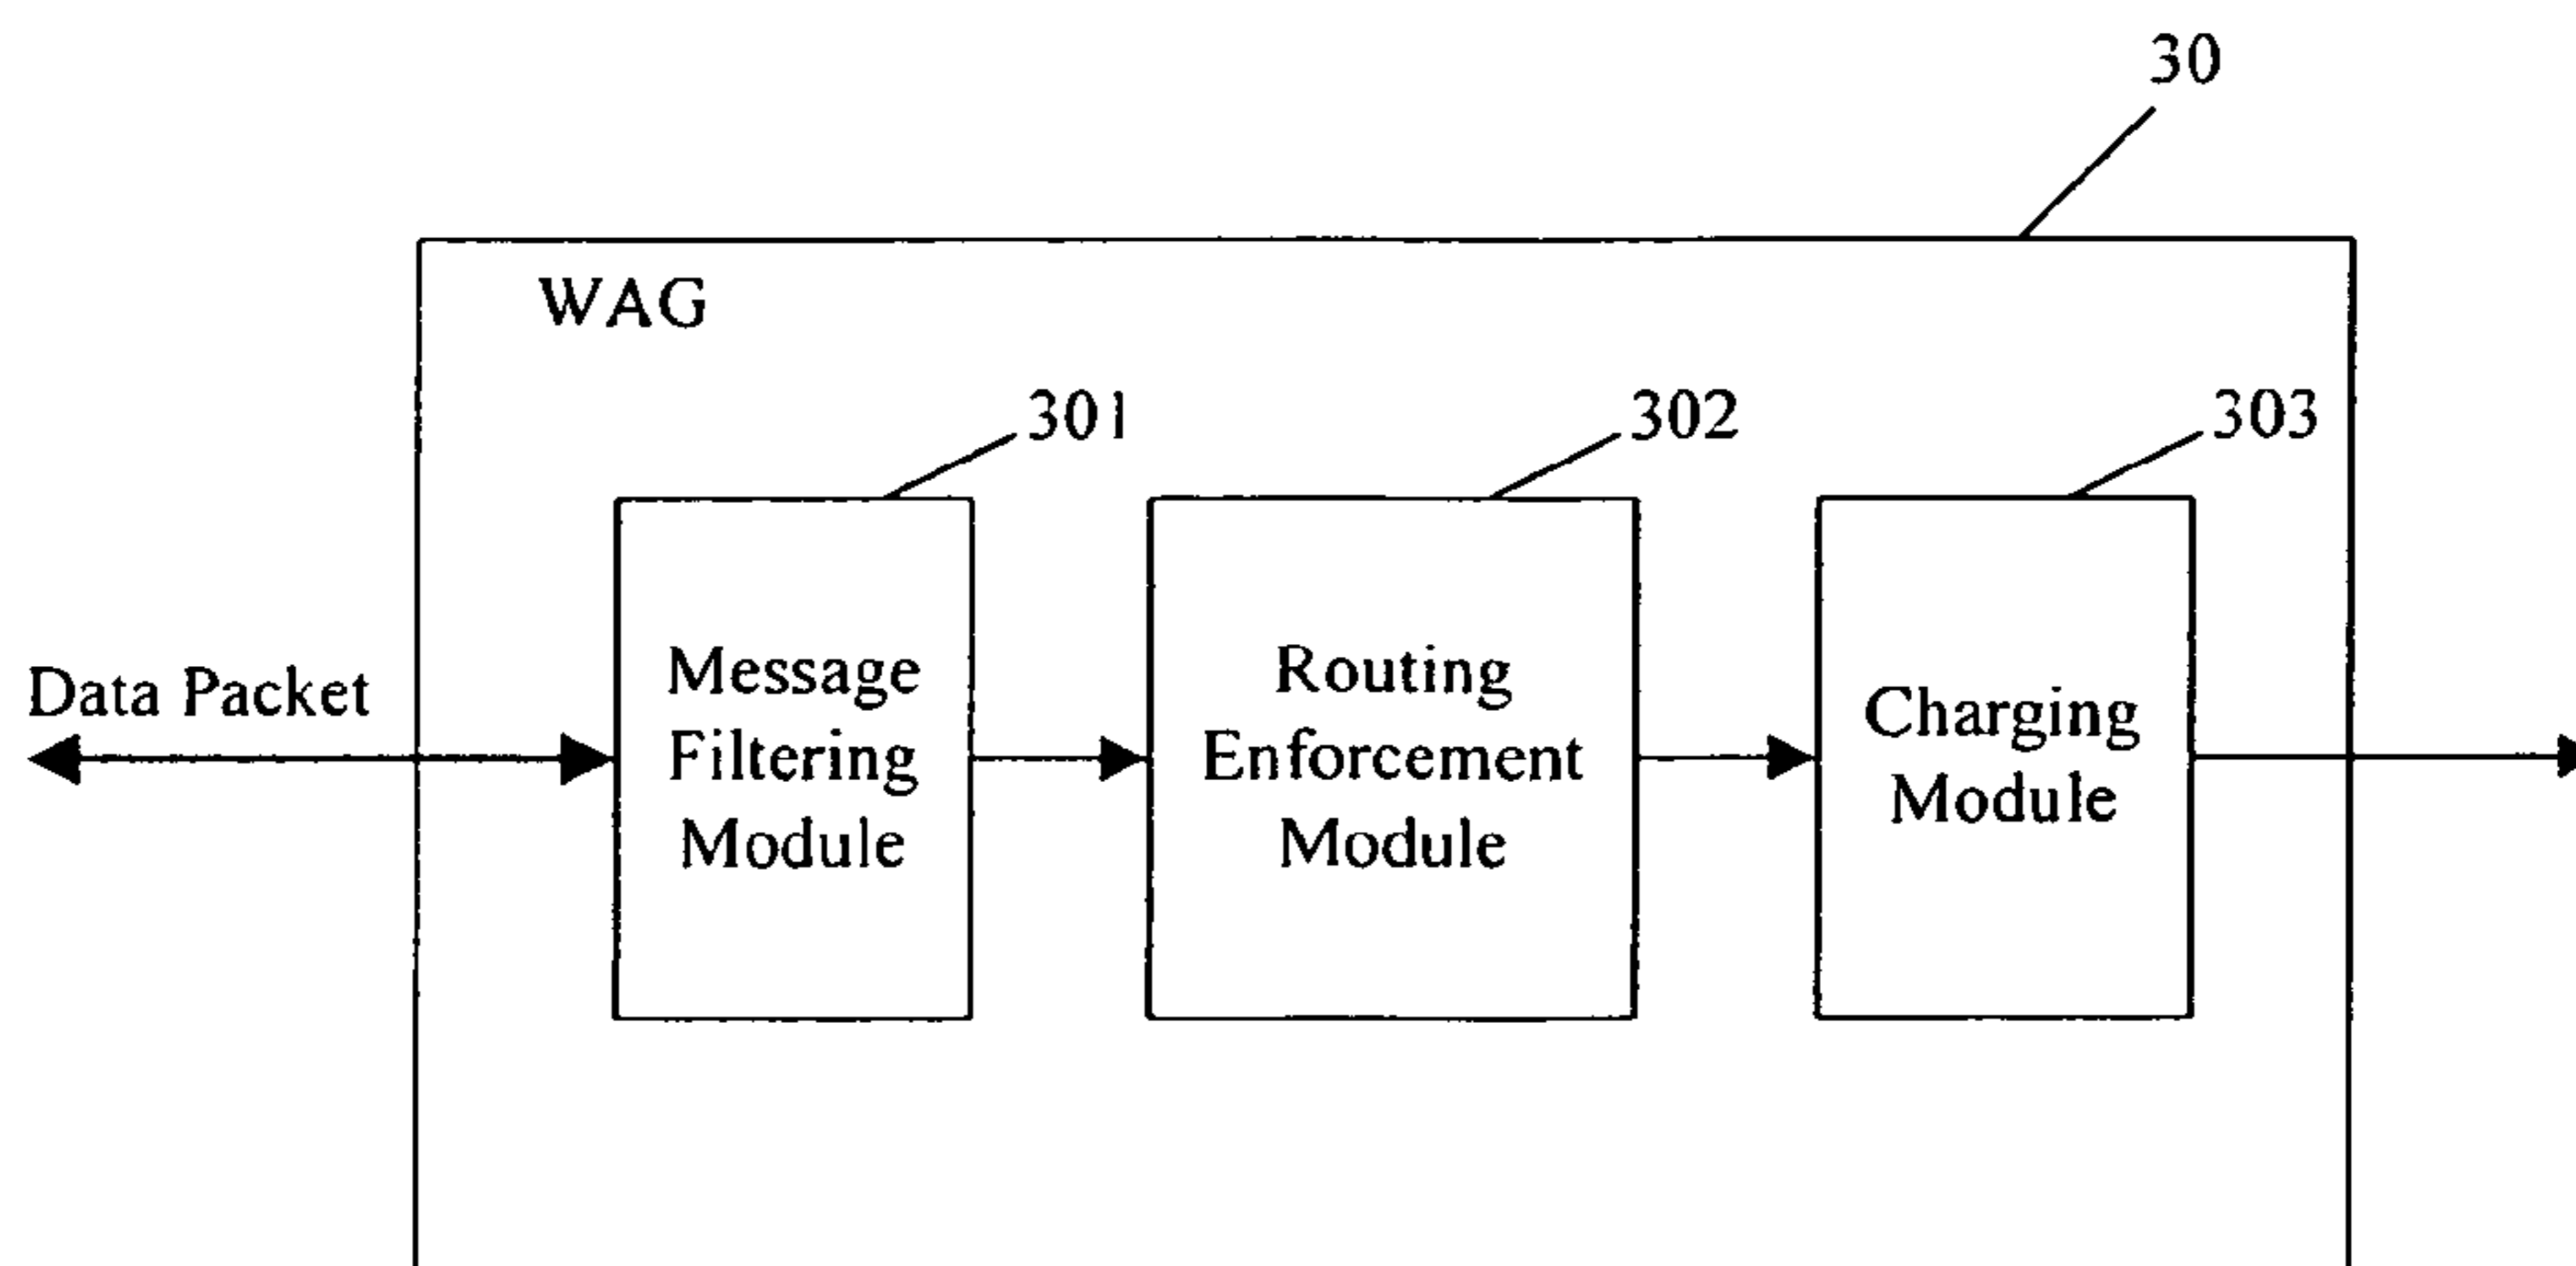 30
WAG
301
302
303
Data Packet
Message
Filtering
Module
Routing
Enforcement
Module
Charging
Module